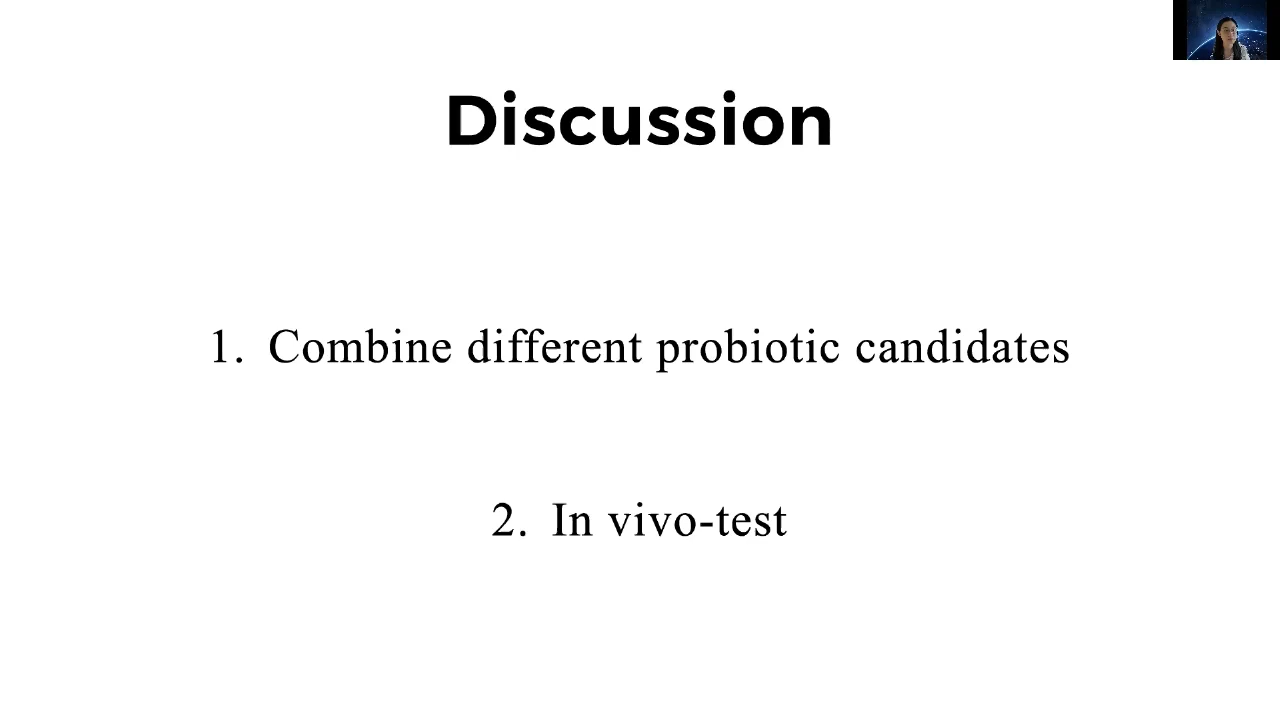 Discussion
1. Combine different probiotic candidates
2. In vivo-test